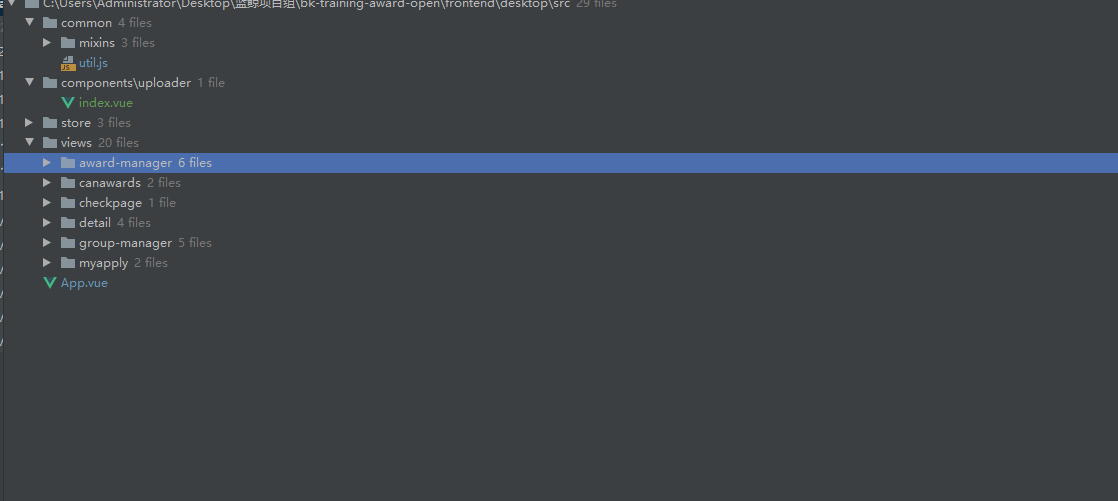 C:\Users\Administrator\Desktop\蓝鲸项目组\bk-training-award-open\frontend\desktop\src 29 files
common 4 files
mixins 3 files
util.js
components\uploader 1 file
index.vue
store 3 files
views 20 files
award-manager 6 files
canawards 2 files
checkpage 1 file
detail 4 files
group-manager 5 files
myapply 2 files
App.vue